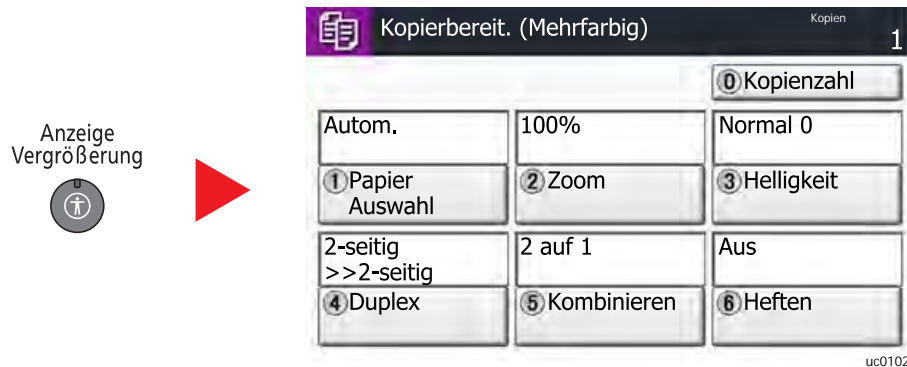 Anzeige
Vergrößerung
Kopierbereit. (Mehrfarbig)
Kopien
1
0 Kopienzahl
Autom.
100%
Normal 0
1 Papier
Auswahl
2 Zoom
3 Helligkeit
2-seitig
>>2-seitig
2 auf 1
Aus
4 Duplex
5 Kombinieren
6 Heften
uc0102